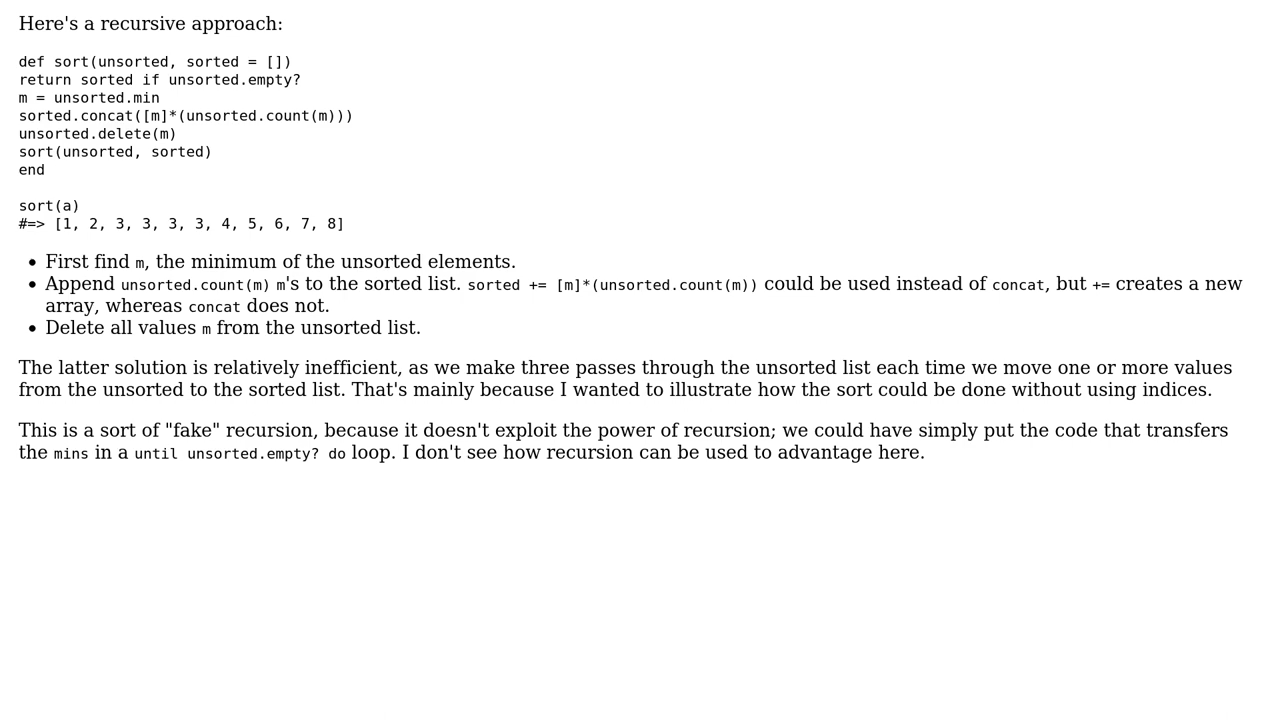 Here's a recursive approach:
def sort(unsorted, sorted = [])
return sorted if unsorted.empty?
m = unsorted.min
sorted.concat([m]*(unsorted.count(m)))
unsorted.delete(m)
sort(unsorted, sorted)
end
sort(a)
#=> [1, 2, 3, 3, 3, 3, 4, 5, 6, 7, 8]
• First find m, the minimum of the unsorted elements.
• Append unsorted.count(m) m's to the sorted list. sorted += [m]*(unsorted.count(m)) could be used instead of concat, but += creates a new
array, whereas concat does not.
• Delete all values m from the unsorted list.
The latter solution is relatively inefficient, as we make three passes through the unsorted list each time we move one or more values
from the unsorted to the sorted list. That's mainly because I wanted to illustrate how the sort could be done without using indices.
This is a sort of "fake" recursion, because it doesn't exploit the power of recursion; we could have simply put the code that transfers
the mins in a until unsorted.empty? do loop. I don't see how recursion can be used to advantage here.